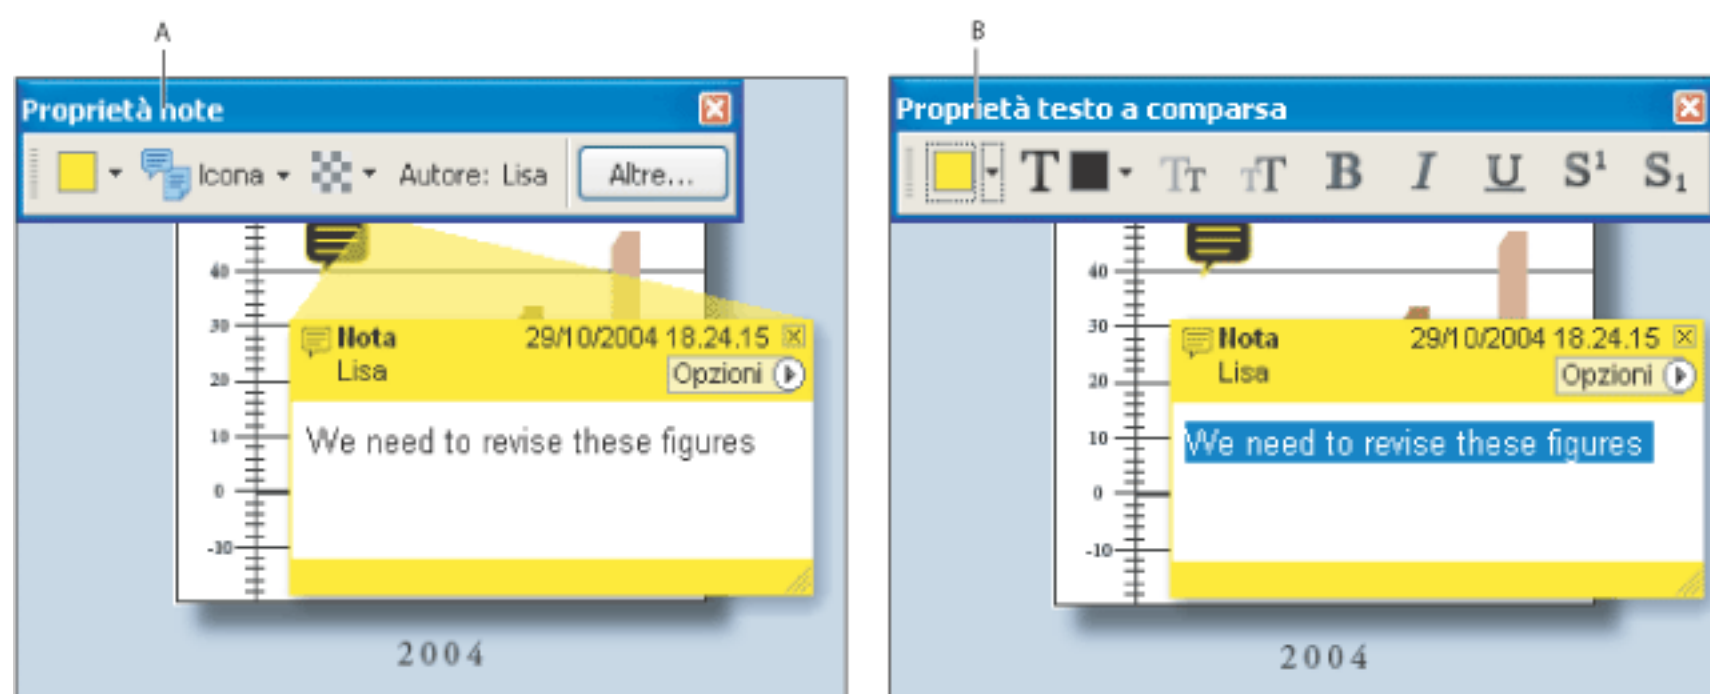 A
Proprietà note
Icona
Autore: Lisa
Altre...
40
30
20
10
0
-10
Nota 29/10/2004 18.24.15
Lisa
Opzioni
We need to revise these figures
2004
B
Proprietà testo a comparsa
T TT TT B I U S¹ S₁
40
30
20
10
0
-10
Nota 29/10/2004 18.24.15
Lisa
Opzioni
We need to revise these figures
2004